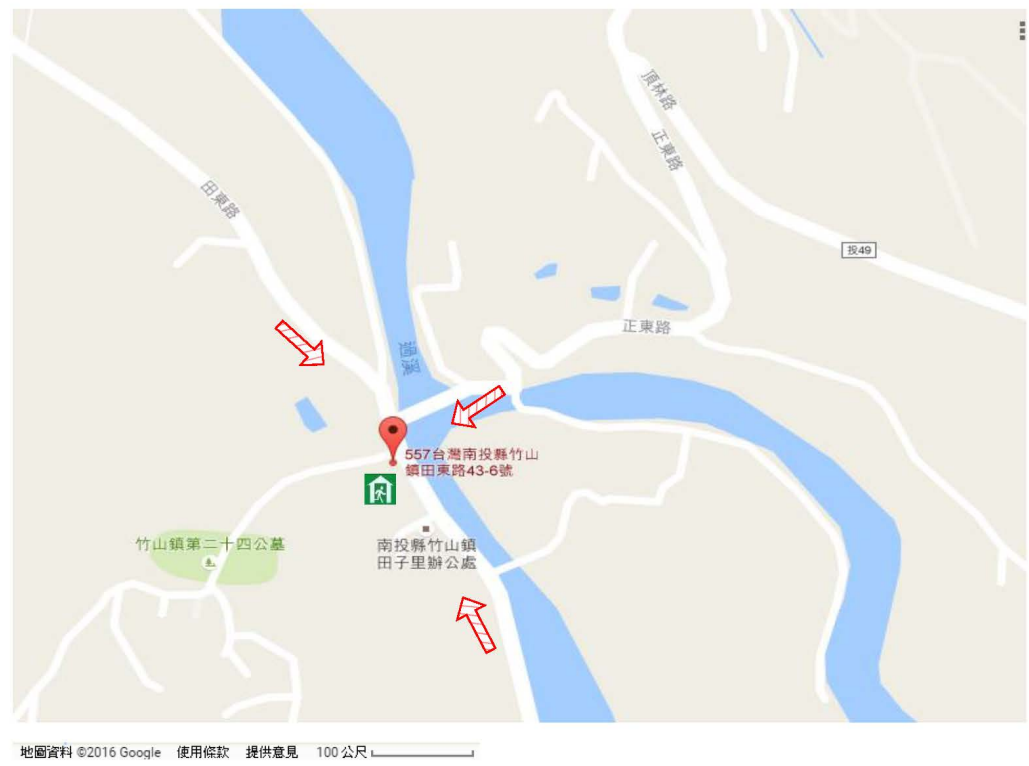 頂林路
正東路
田東路
投49
正東路
過溪
557台灣南投縣竹山
鎮田東路43-6號
竹山鎮第二十四公墓
南投縣竹山鎮
田子里辦公處
地圖資料 ©2016 Google 使用條款 提供意見 100 公尺